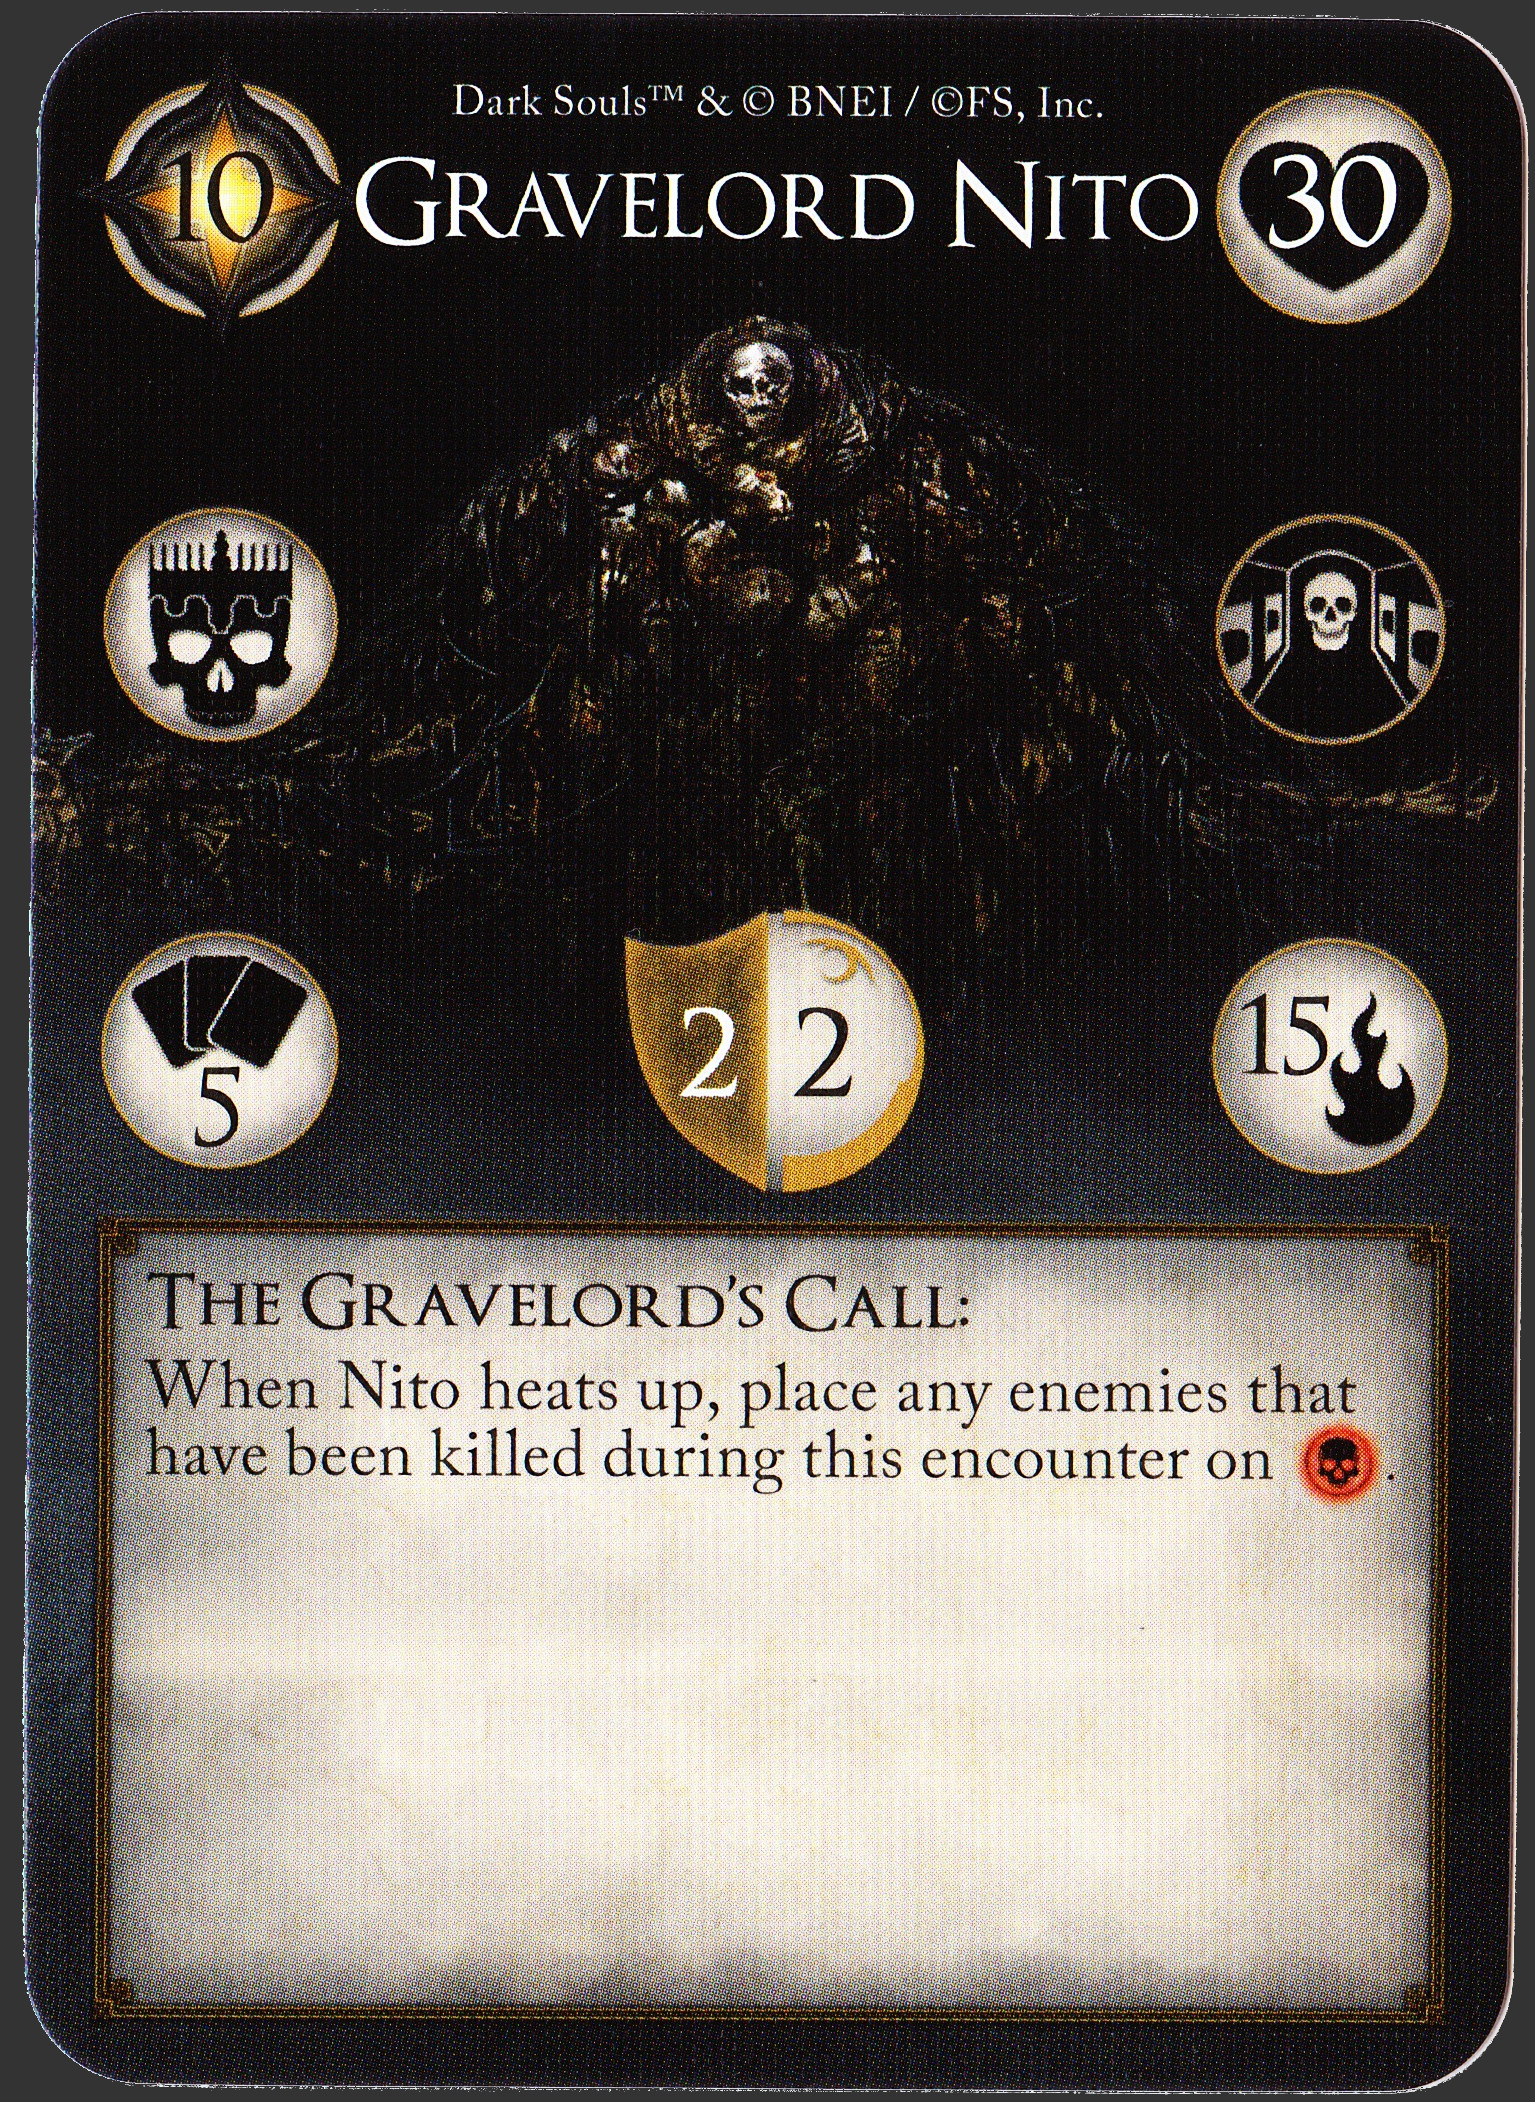 Dark Souls™ & © BNEI / ©FS, Inc.
10 GRAVELORD NITO 30
5
2 2
15
THE GRAVELORD'S CALL:
When Nito heats up, place any enemies that
have been killed during this encounter on .